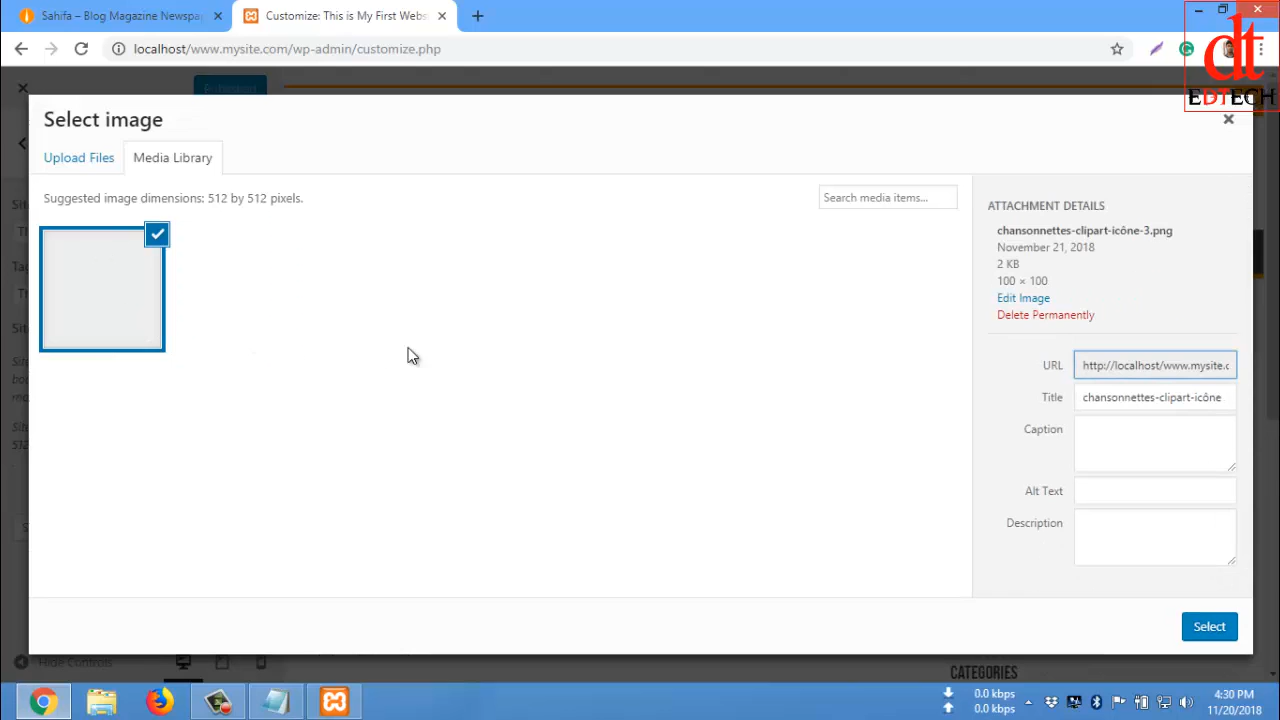 Sahifa – Blog Magazine Newspa
Customize: This is My First Webs
localhost/www.mysite.com/wp-admin/customize.php
dt
EDTECH
Select image
Upload Files
Media Library
Suggested image dimensions: 512 by 512 pixels.
Search media items...
ATTACHMENT DETAILS
chansonnettes-clipart-icône-3.png
November 21, 2018
2 KB
100 × 100
Edit Image
Delete Permanently
URL http://localhost/www.mysite.c
Title chansonnettes-clipart-icône
Caption
Alt Text
Description
Select
Hide Controls
CATEGORIES
0.0 kbps
0.0 kbps
4:30 PM
11/20/2018